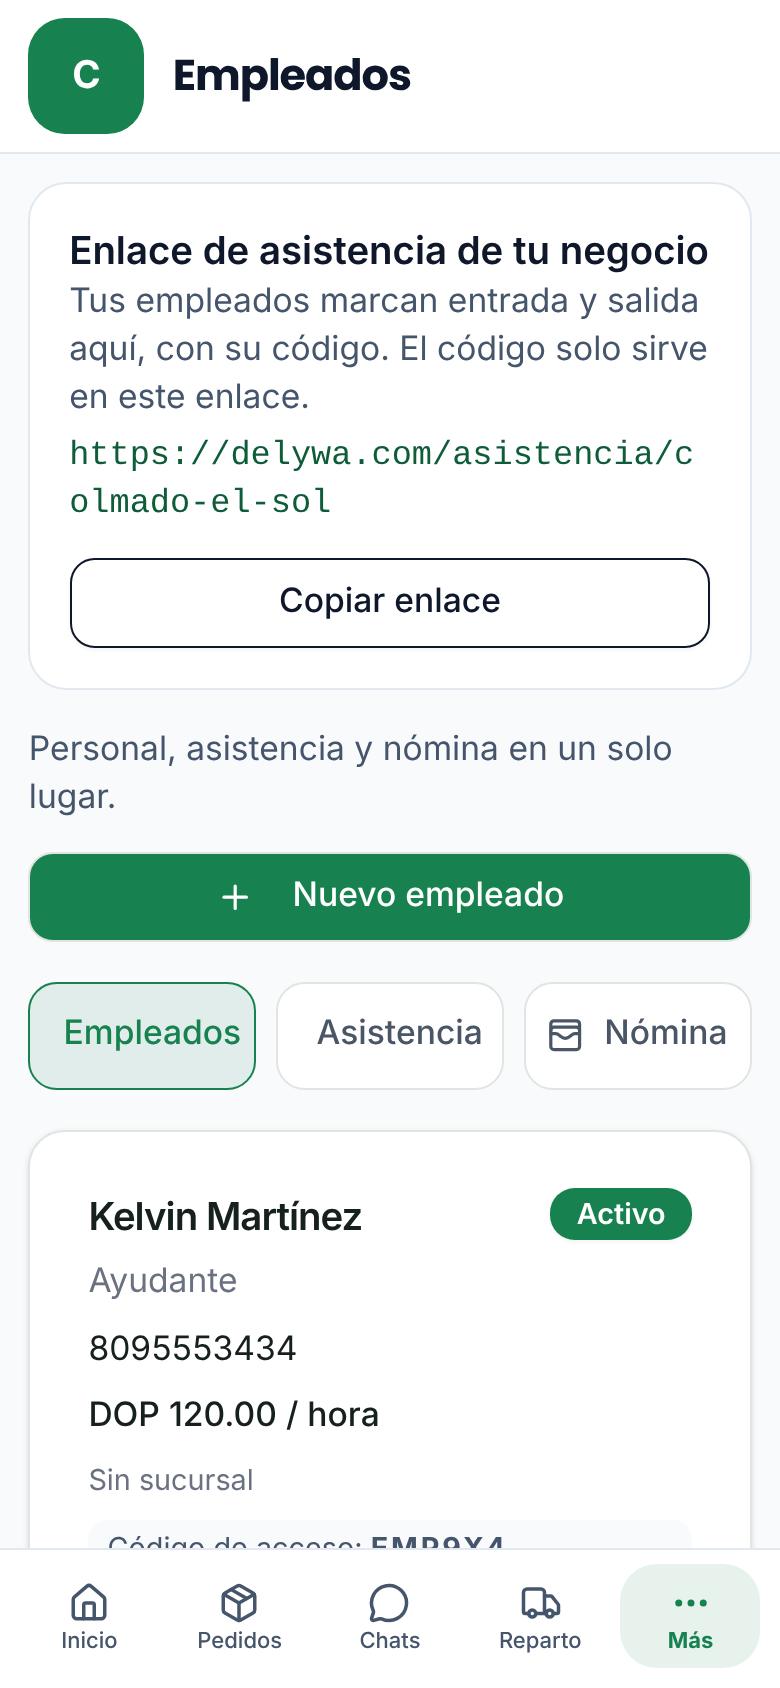 C
Empleados
Enlace de asistencia de tu negocio
Tus empleados marcan entrada y salida
aquí, con su código. El código solo sirve
en este enlace.
https://delywa.com/asistencia/c
olmado-el-sol
Copiar enlace
Personal, asistencia y nómina en un solo
lugar.
+ Nuevo empleado
Empleados
Asistencia
Nómina
Kelvin Martínez
Activo
Ayudante
8095553434
DOP 120.00 / hora
Sin sucursal
Código de acceso:
Inicio
Pedidos
Chats
Reparto
Más